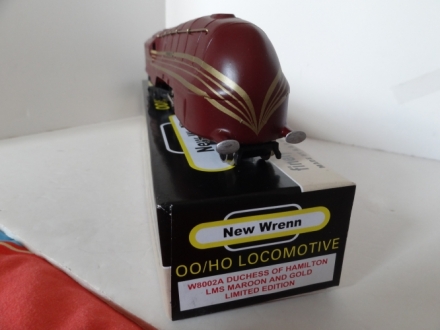 New Wrenn
OO/HO LOCOMOTIVE
W8002A DUCHESS OF HAMILTON
LMS MAROON AND GOLD
LIMITED EDITION